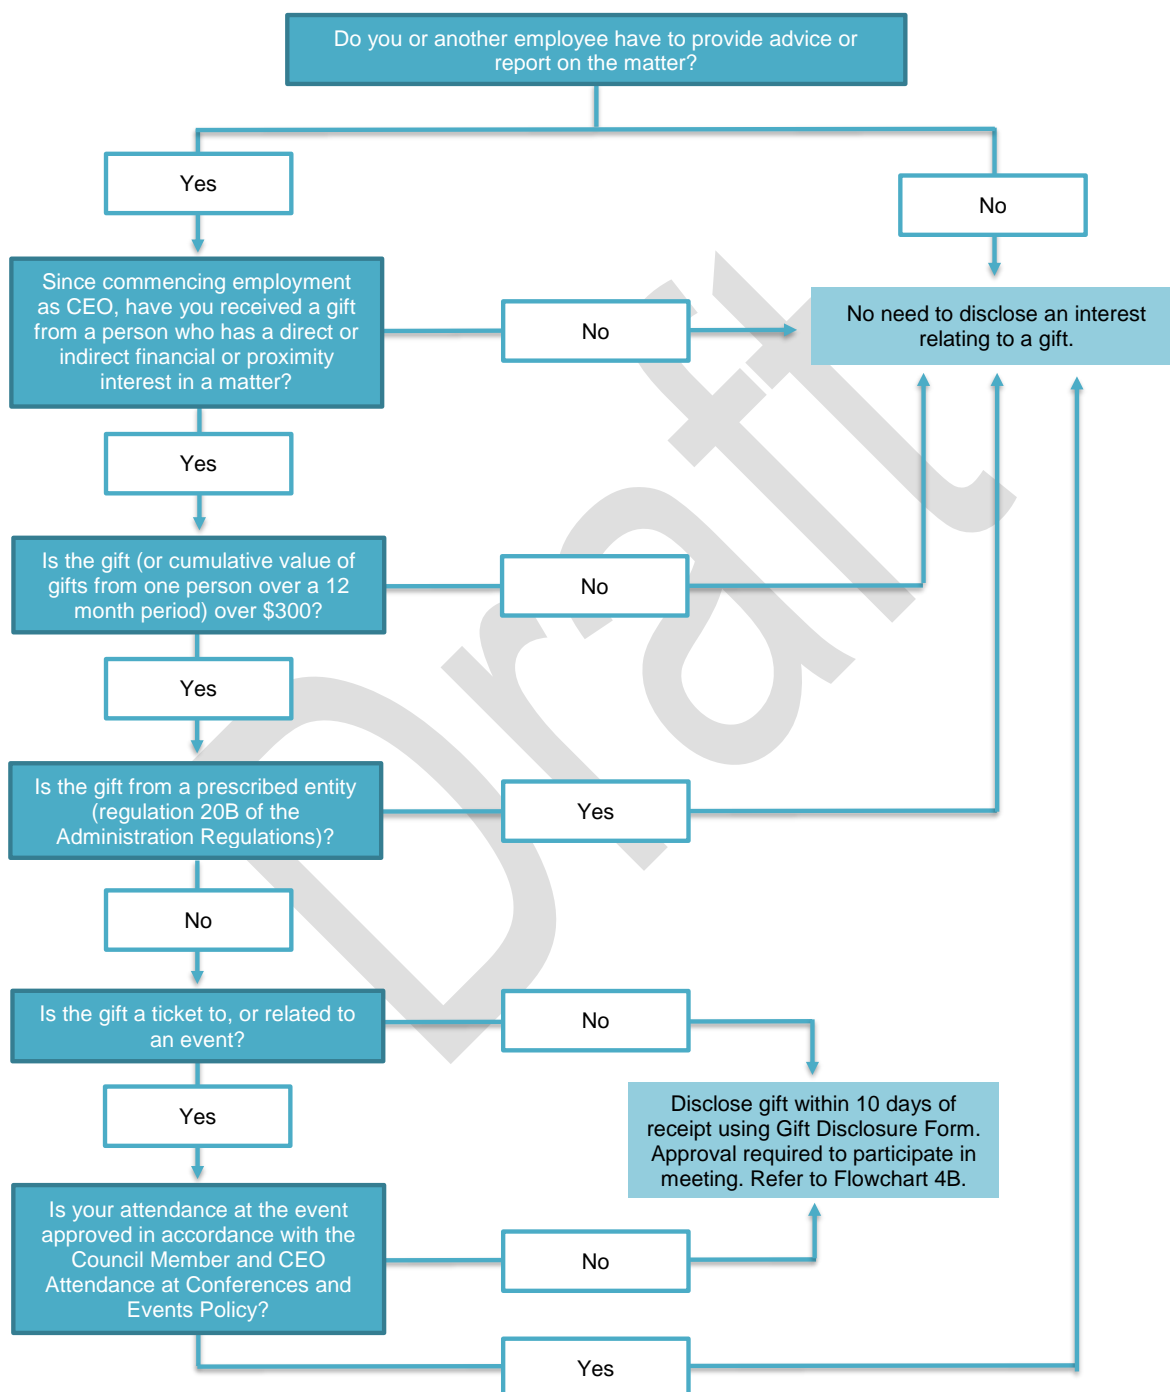 Do you or another employee have to provide advice or
report on the matter?
Yes
No
Since commencing employment
as CEO, have you received a gift
from a person who has a direct or
indirect financial or proximity
interest in a matter?
No
No need to disclose an interest
relating to a gift.
Yes
Is the gift (or cumulative value of
gifts from one person over a 12
month period) over $300?
No
Yes
Is the gift from a prescribed entity
(regulation 20B of the
Administration Regulations)?
Yes
No
Is the gift a ticket to, or related to
an event?
No
Yes
Disclose gift within 10 days of
receipt using Gift Disclosure Form.
Approval required to participate in
meeting. Refer to Flowchart 4B.
Is your attendance at the event
approved in accordance with the
Council Member and CEO
Attendance at Conferences and
Events Policy?
No
Yes
Draft